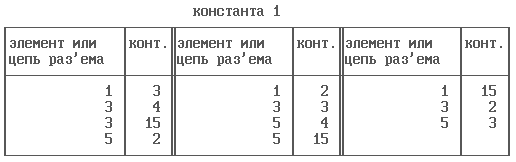 константа 1
элемент или конт. элемент или конт. элемент или конт.
цепь раз'ема цепь раз'ема цепь раз'ема
1 3 1 2 1 15
3 4 3 3 3 2
3 15 5 4 5 3
5 2 5 15